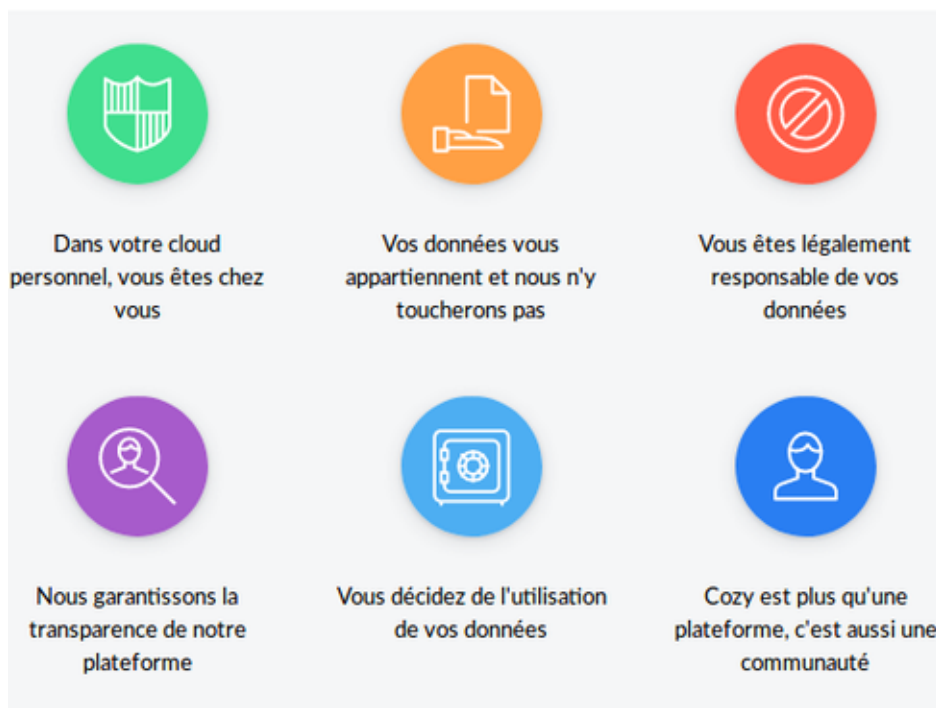 Dans votre cloud
personnel, vous êtes chez
vous
Vos données vous
appartiennent et nous n'y
toucherons pas
Vous êtes légalement
responsable de vos
données
Nous garantissons la
transparence de notre
plateforme
Vous décidez de l'utilisation
de vos données
Cozy est plus qu'une
plateforme, c'est aussi une
communauté